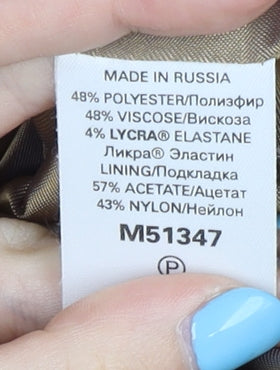 MADE IN RUSSIA
48% POLYESTER/Полиэфир
48% VISCOSE/Вискоза
4% LYCRA® ELASTANE
Ликра® Эластин
LINING/Подкладка
57% ACETATE/Ацетат
43% NYLON/Нейлон
M51347
Ⓟ